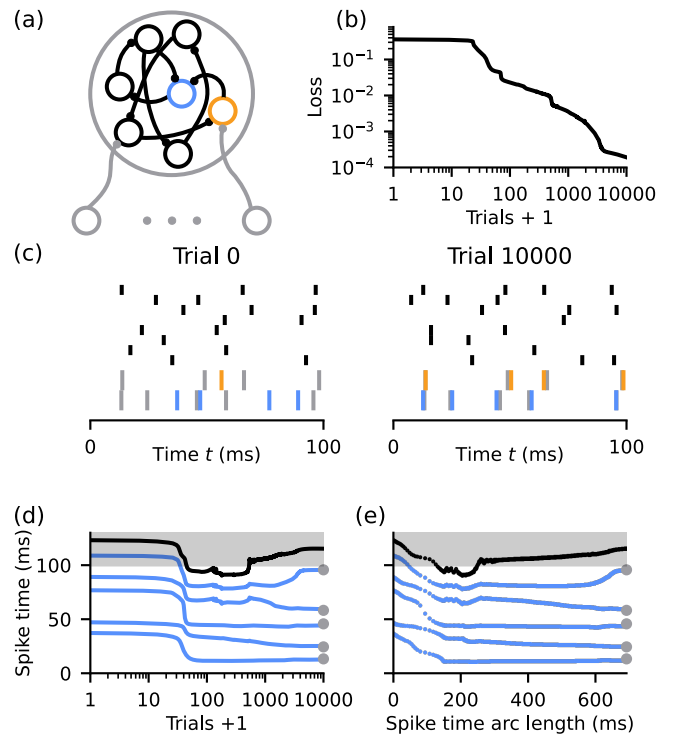 (a)
(b)
Loss
10⁻¹
10⁻²
10⁻³
10⁻⁴
1 10 100 1000 10000
Trials + 1
(c)
Trial 0
Trial 10000
0 100
Time t (ms)
0 100
Time t (ms)
(d)
Spike time (ms)
100
50
0
1 10 100 1000 10000
Trials +1
(e)
0 200 400 600
Spike time arc length (ms)